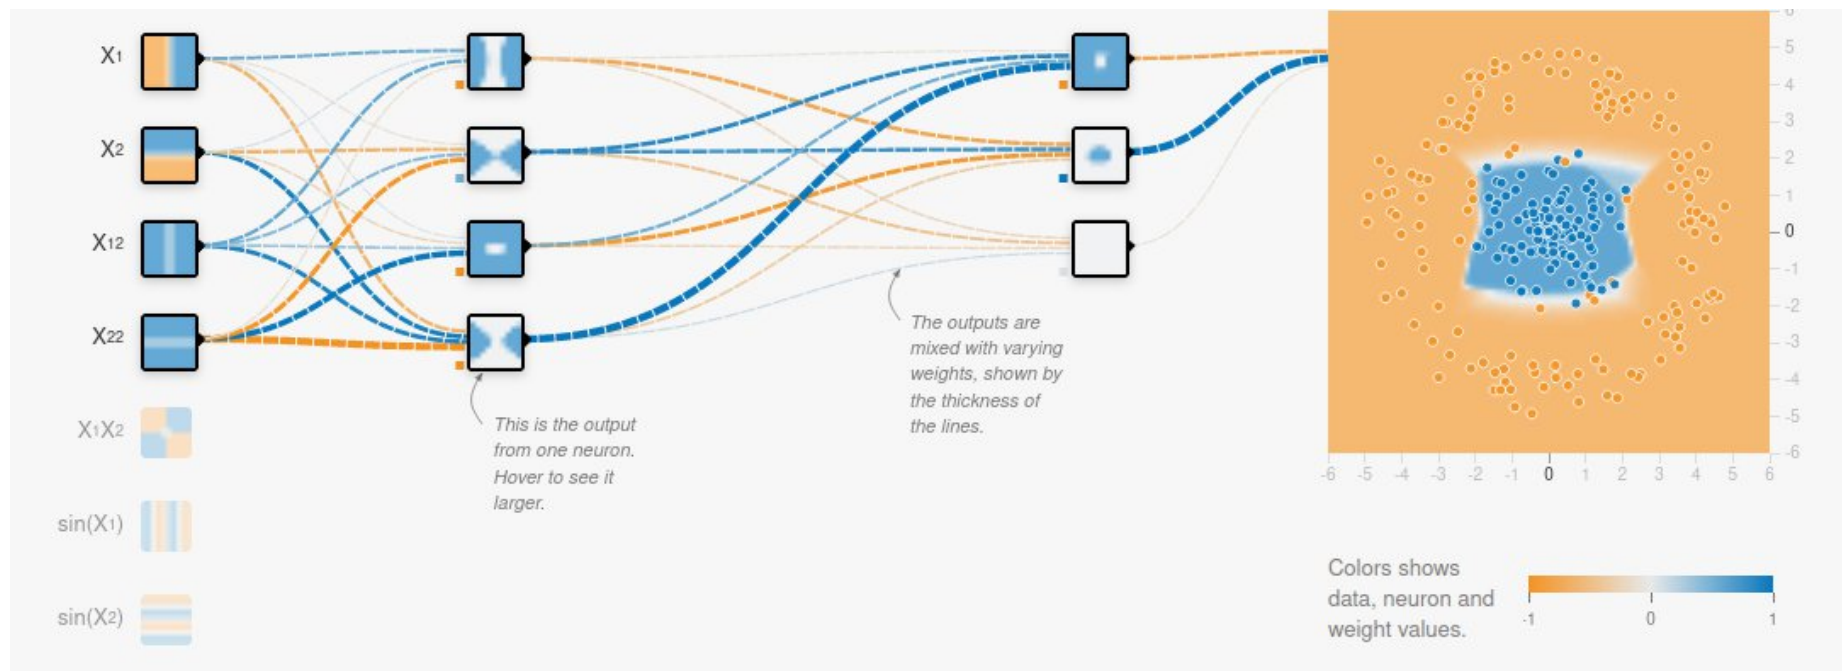 X1
X2
X12
X22
X1X2
sin(X1)
sin(X2)
This is the output
from one neuron.
Hover to see it
larger.
The outputs are
mixed with varying
weights, shown by
the thickness of
the lines.
6
5
4
3
2
1
0
-1
-2
-3
-4
-5
-6
-6 -5 -4 -3 -2 -1 0 1 2 3 4 5 6
Colors shows
data, neuron and
weight values.
-1 0 1